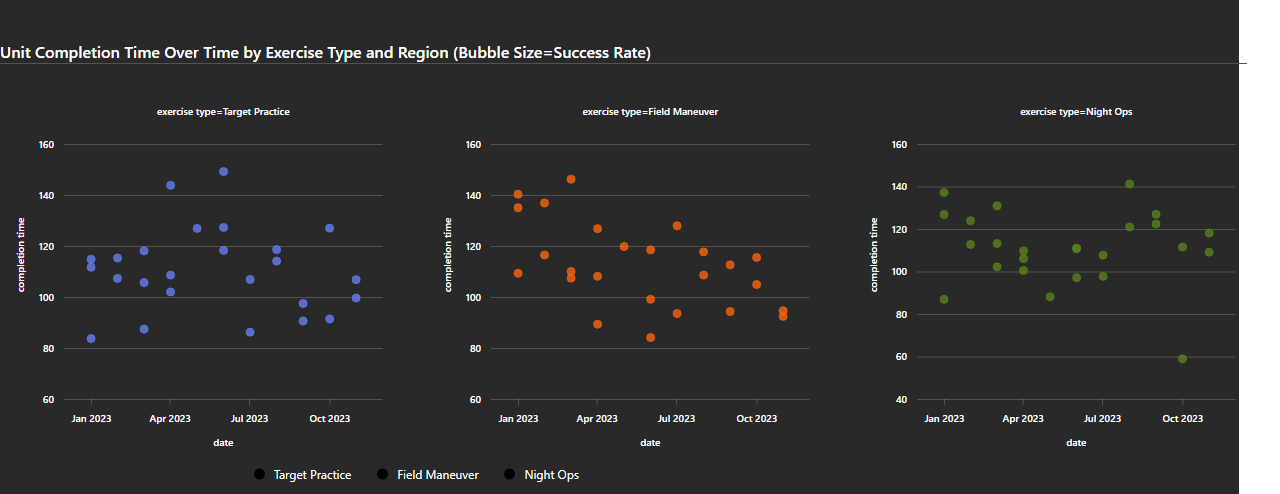 Unit Completion Time Over Time by Exercise Type and Region (Bubble Size=Success Rate)
exercise type=Target Practice
exercise type=Field Maneuver
exercise type=Night Ops
160
140
120
100
80
60
completion time
Jan 2023
Apr 2023
Jul 2023
Oct 2023
date
160
140
120
100
80
60
completion time
Jan 2023
Apr 2023
Jul 2023
Oct 2023
date
160
140
120
100
80
60
40
completion time
Jan 2023
Apr 2023
Jul 2023
Oct 2023
date
Target Practice
Field Maneuver
Night Ops